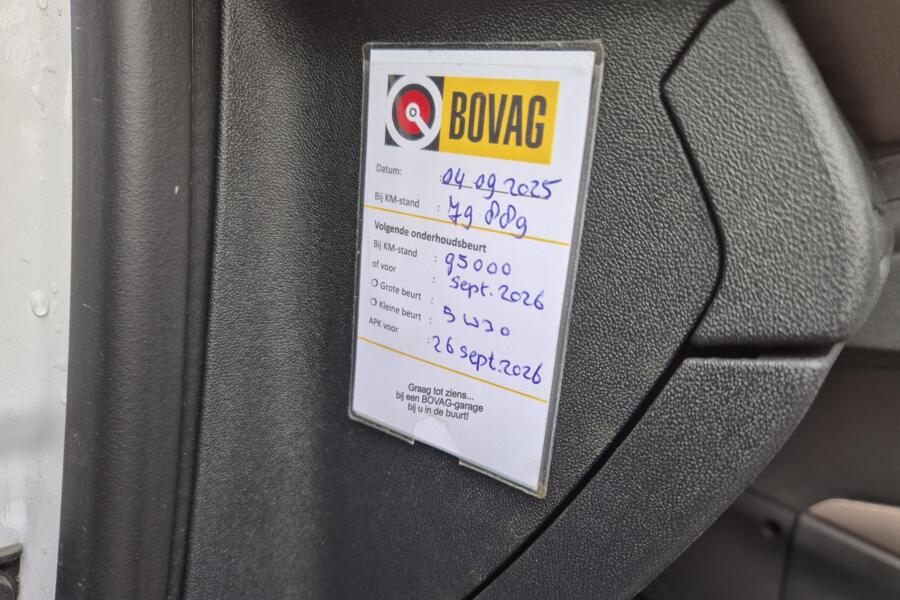 BOVAG
Datum: : 04 09 2025
Bij KM-stand : 79 889
Volgende onderhoudsbeurt
Bij KM-stand : 95000
of voor : sept. 2026
Grote beurt :
Kleine beurt : 5W30
APK voor : 26 sept. 2026
Graag tot ziens...
bij een BOVAG-garage
bij u in de buurt!